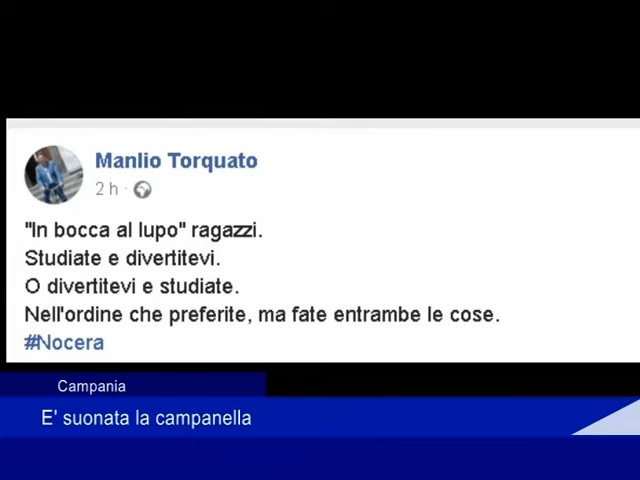 Manlio Torquato
2 h ·
"In bocca al lupo" ragazzi.
Studiate e divertitevi.
O divertitevi e studiate.
Nell'ordine che preferite, ma fate entrambe le cose.
#Nocera
Campania
E' suonata la campanella